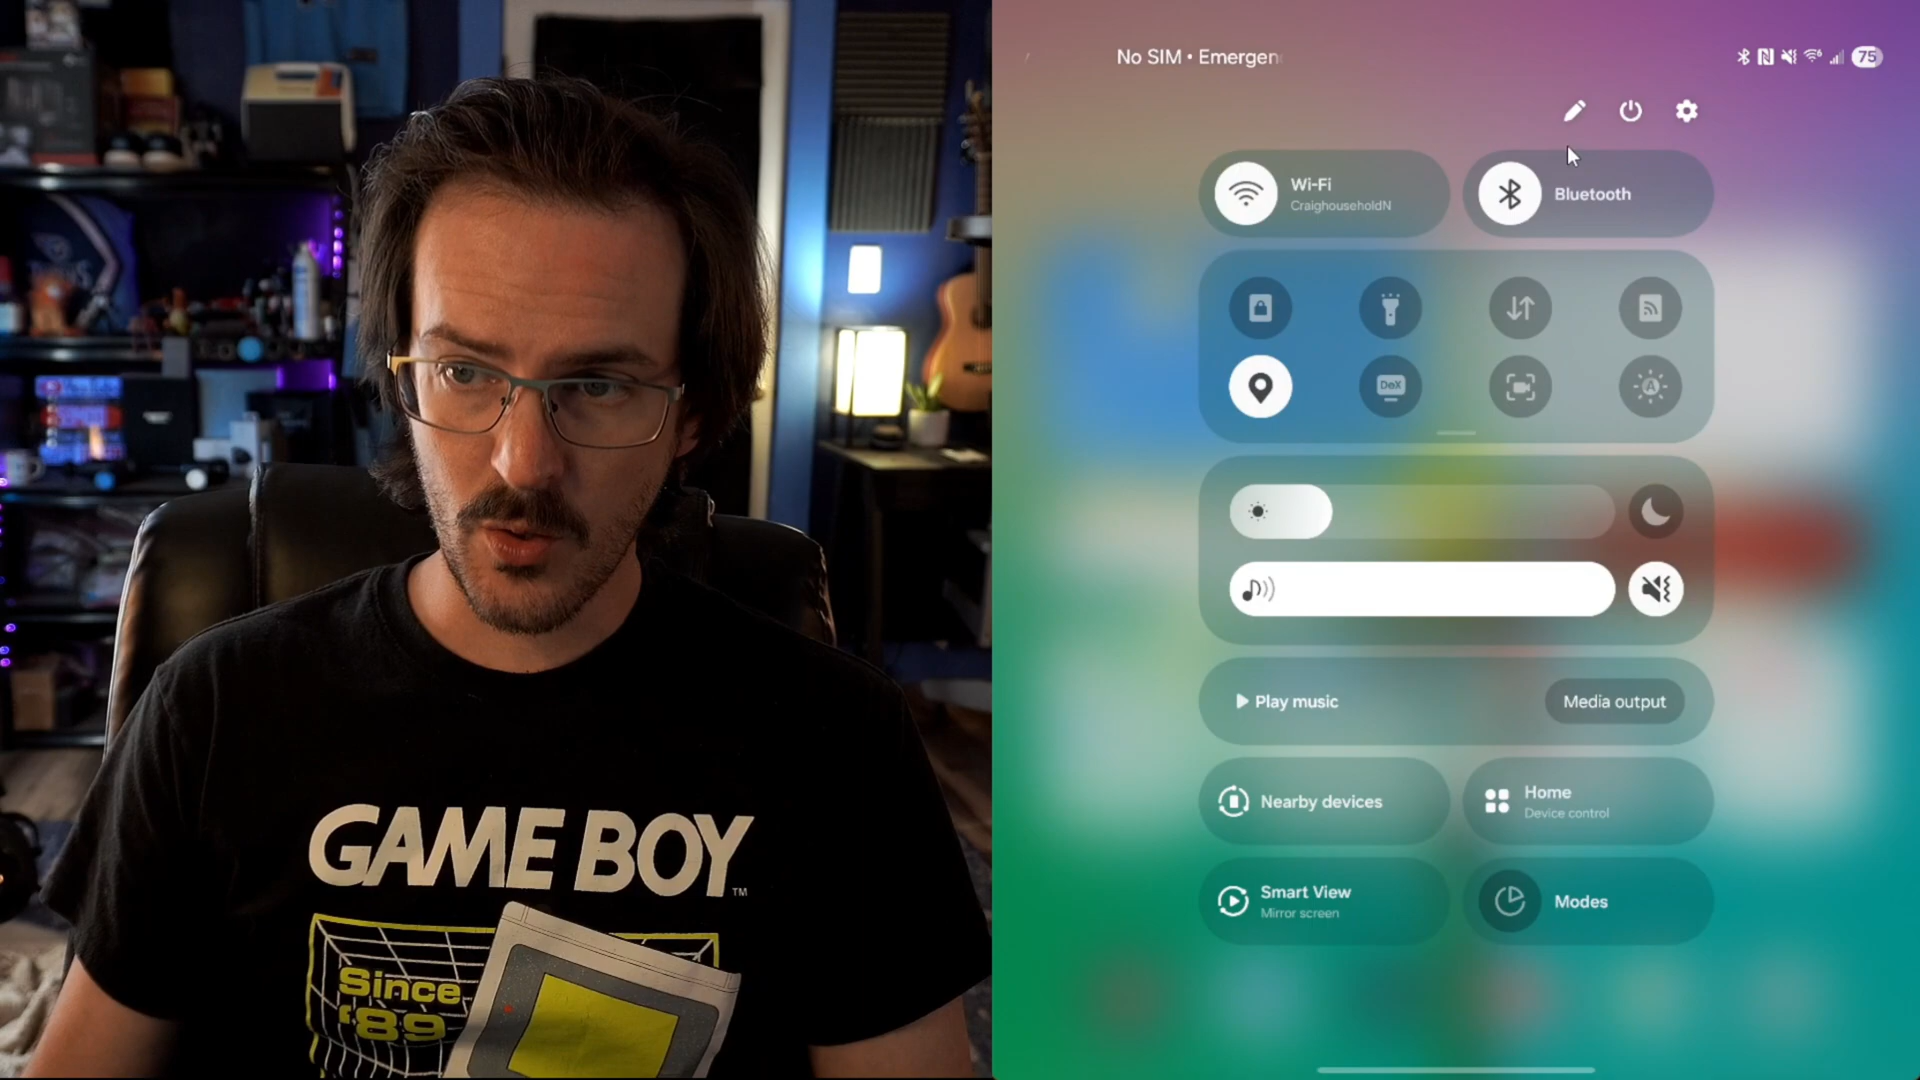 No SIM • Emergen
75
Wi-Fi
CraighouseholdN
Bluetooth
DeX
A
Play music
Media output
Nearby devices
Home
Device control
Smart View
Mirror screen
Modes
GAME BOY
TM
Since
'89